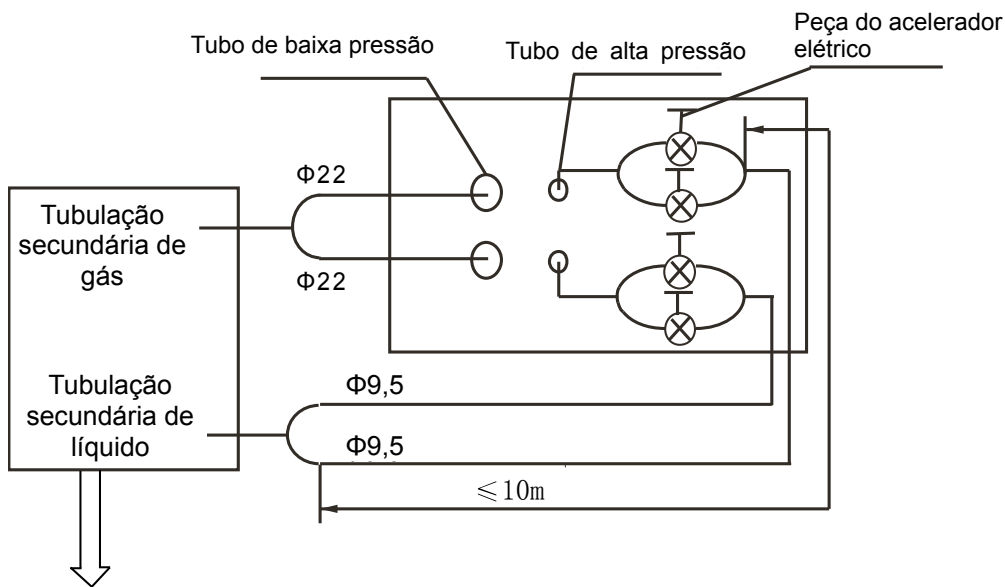 Tubo de baixa pressão
Tubo de alta pressão
Peça do acelerador
elétrico
Φ22
Tubulação
secundária de
gás
Φ22
Tubulação
secundária de
líquido
Φ9,5
Φ9,5
≤10m